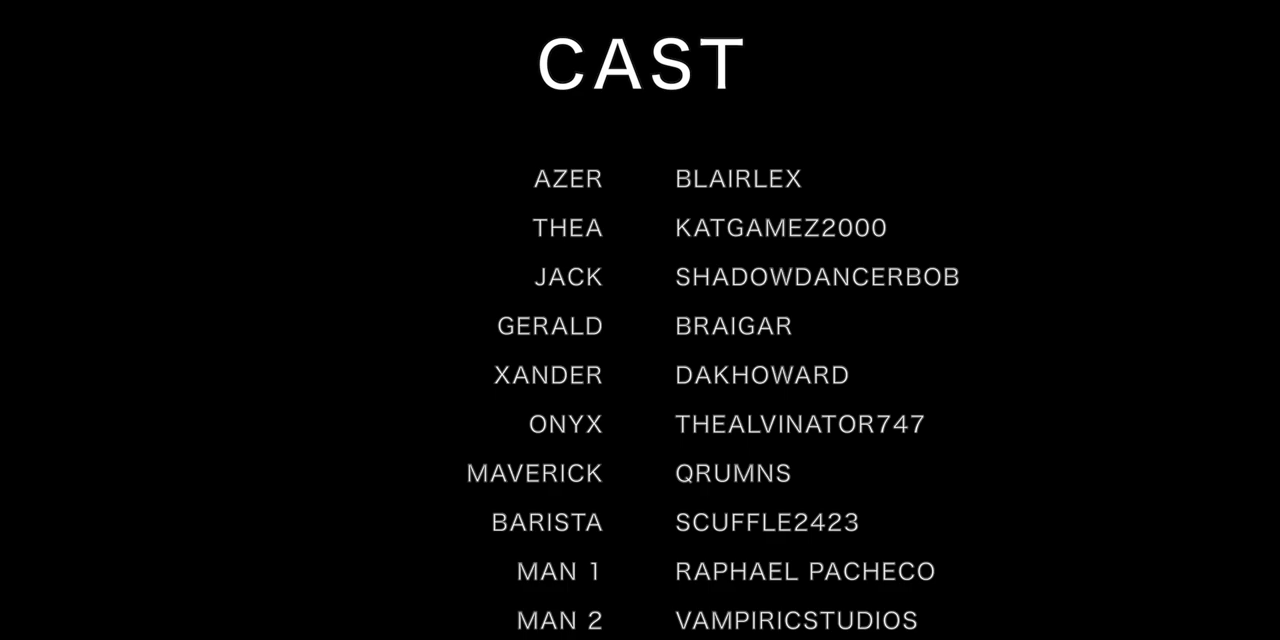 CAST
AZER BLAIRLEX
THEA KATGAMEZ2000
JACK SHADOWDANCERBOB
GERALD BRAIGAR
XANDER DAKHOWARD
ONYX THEALVINATOR747
MAVERICK QRUMNS
BARISTA SCUFFLE2423
MAN 1 RAPHAEL PACHECO
MAN 2 VAMPIRICSTUDIOS